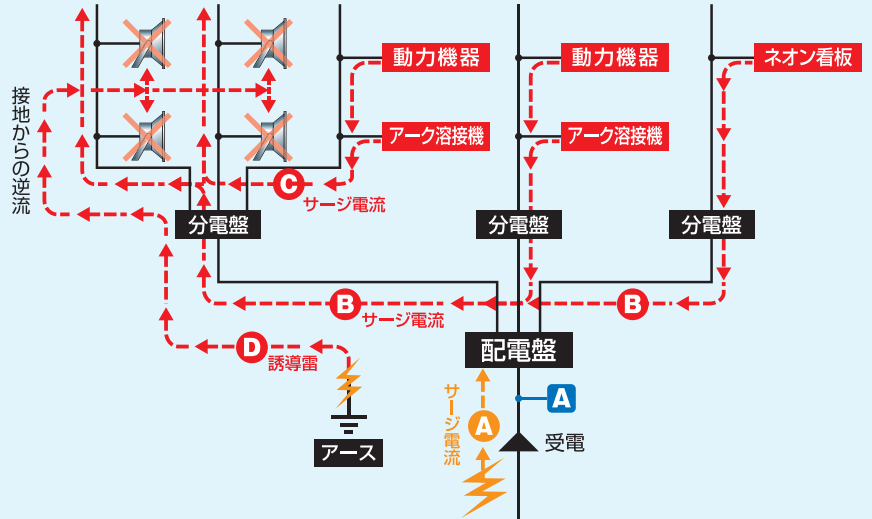 動力機器
動力機器
ネオン看板
アーク溶接機
アーク溶接機
接地からの逆流
C
サージ電流
分電盤
分電盤
分電盤
B
サージ電流
B
D
誘導雷
配電盤
サージ電流
A
A
受電
アース